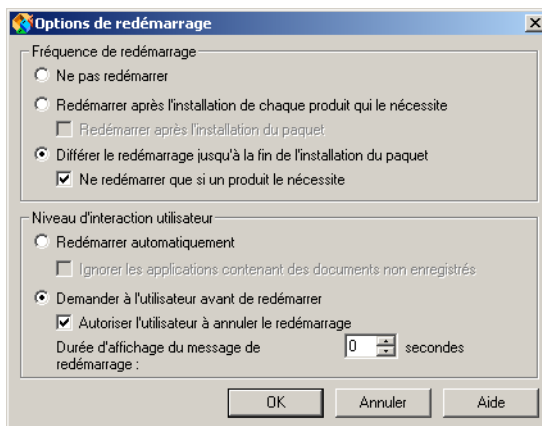 Options de redémarrage
Fréquence de redémarrage
Ne pas redémarrer
Redémarrer après l'installation de chaque produit qui le nécessite
Redémarrer après l'installation du paquet
Différer le redémarrage jusqu'à la fin de l'installation du paquet
Ne redémarrer que si un produit le nécessite
Niveau d'interaction utilisateur
Redémarrer automatiquement
Ignorer les applications contenant des documents non enregistrés
Demander à l'utilisateur avant de redémarrer
Autoriser l'utilisateur à annuler le redémarrage
Durée d'affichage du message de 0 secondes
redémarrage :
OK Annuler Aide